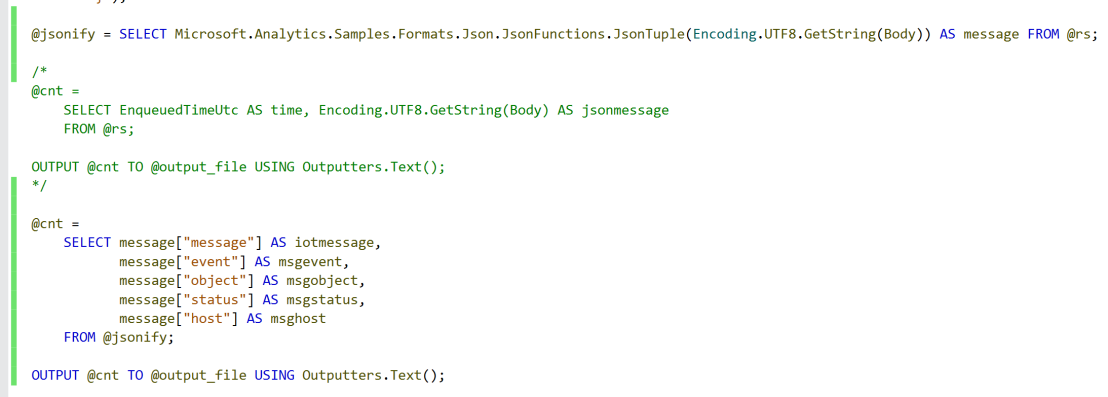 @jsonify = SELECT Microsoft.Analytics.Samples.Formats.Json.JsonFunctions.JsonTuple(Encoding.UTF8.GetString(Body)) AS message FROM @rs;
/*
@cnt =
    SELECT EnqueuedTimeUtc AS time, Encoding.UTF8.GetString(Body) AS jsonmessage
    FROM @rs;
OUTPUT @cnt TO @output_file USING Outputters.Text();
*/
@cnt =
    SELECT message["message"] AS iotmessage,
           message["event"] AS msgevent,
           message["object"] AS msgobject,
           message["status"] AS msgstatus,
           message["host"] AS msghost
    FROM @jsonify;
OUTPUT @cnt TO @output_file USING Outputters.Text();